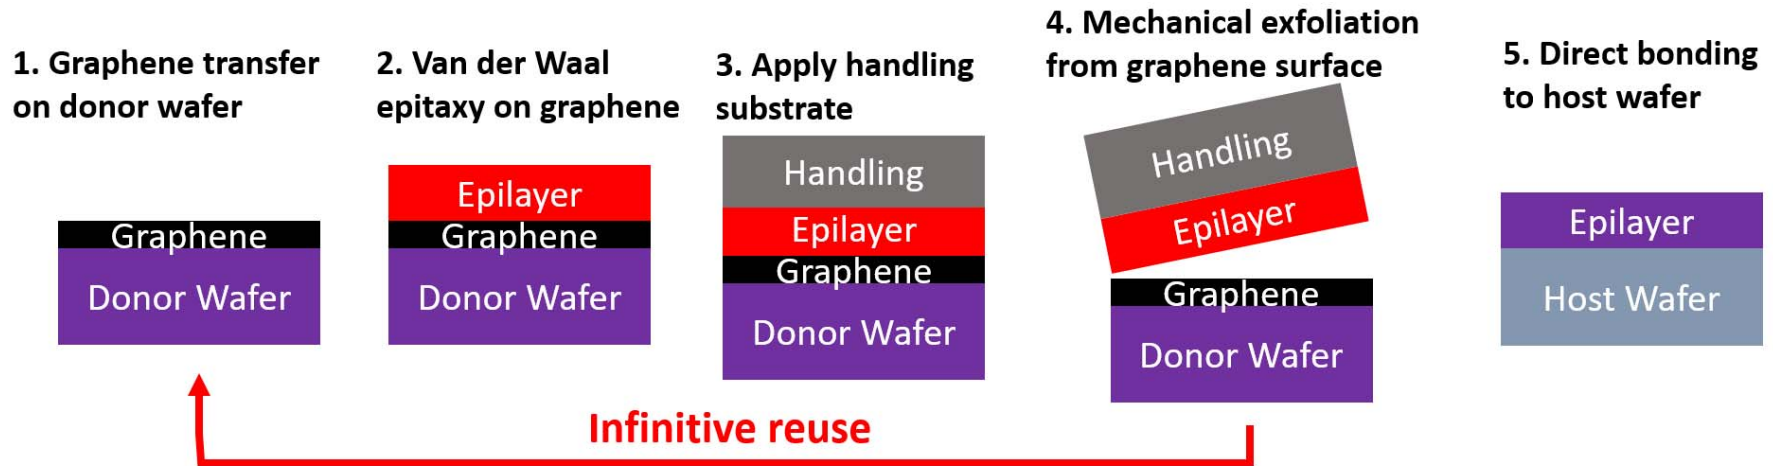 1. Graphene transfer
on donor wafer
Graphene
Donor Wafer
2. Van der Waal
epitaxy on graphene
Epilayer
Graphene
Donor Wafer
3. Apply handling
substrate
Handling
Epilayer
Graphene
Donor Wafer
4. Mechanical exfoliation
from graphene surface
Handling
Epilayer
Graphene
Donor Wafer
5. Direct bonding
to host wafer
Epilayer
Host Wafer
Infinitive reuse